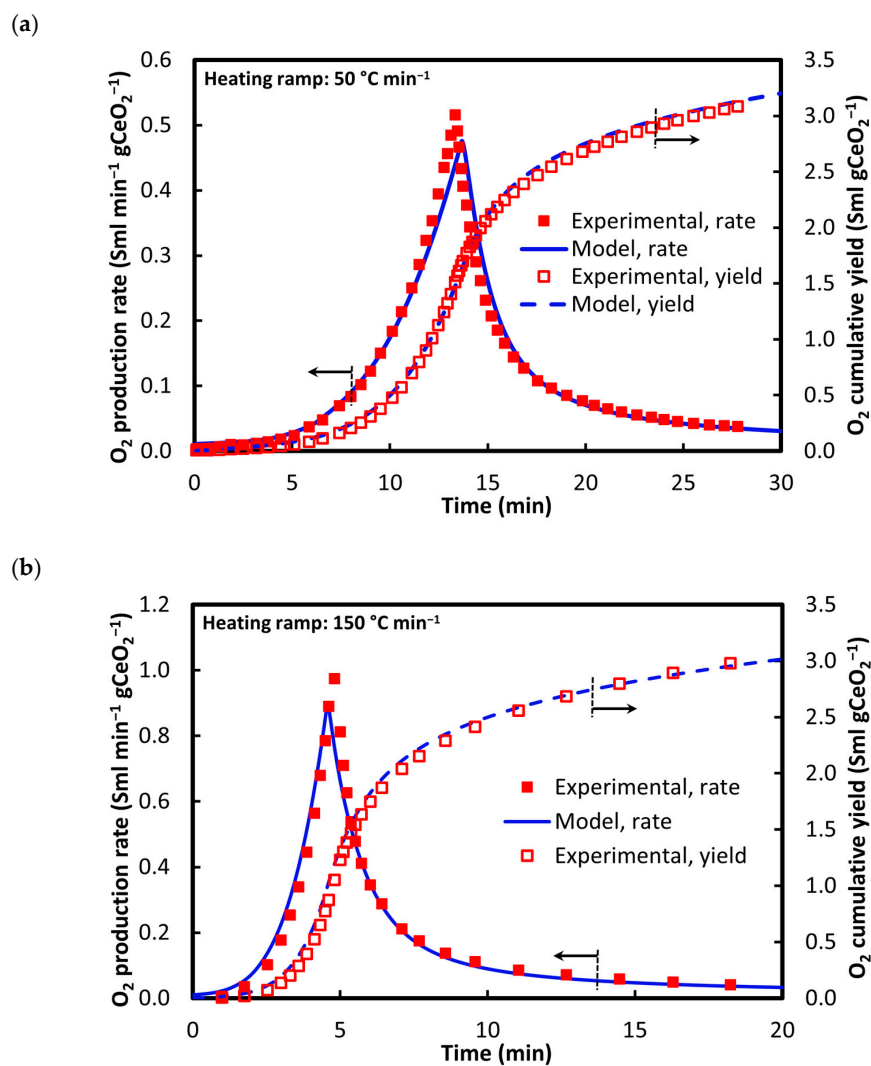 (a)
Heating ramp: 50 °C min⁻¹
O₂ production rate (Sml min⁻¹ gCeO₂⁻¹)
0.6
0.5
0.4
0.3
0.2
0.1
0.0
3.5
3.0
2.5
2.0
1.5
1.0
0.5
0.0
O₂ cumulative yield (Sml gCeO₂⁻¹)
Experimental, rate
Model, rate
Experimental, yield
Model, yield
0 5 10 15 20 25 30
Time (min)
(b)
Heating ramp: 150 °C min⁻¹
O₂ production rate (Sml min⁻¹ gCeO₂⁻¹)
1.2
1.0
0.8
0.6
0.4
0.2
0.0
3.5
3.0
2.5
2.0
1.5
1.0
0.5
0.0
O₂ cumulative yield (Sml gCeO₂⁻¹)
Experimental, rate
Model, rate
Experimental, yield
0 5 10 15 20
Time (min)